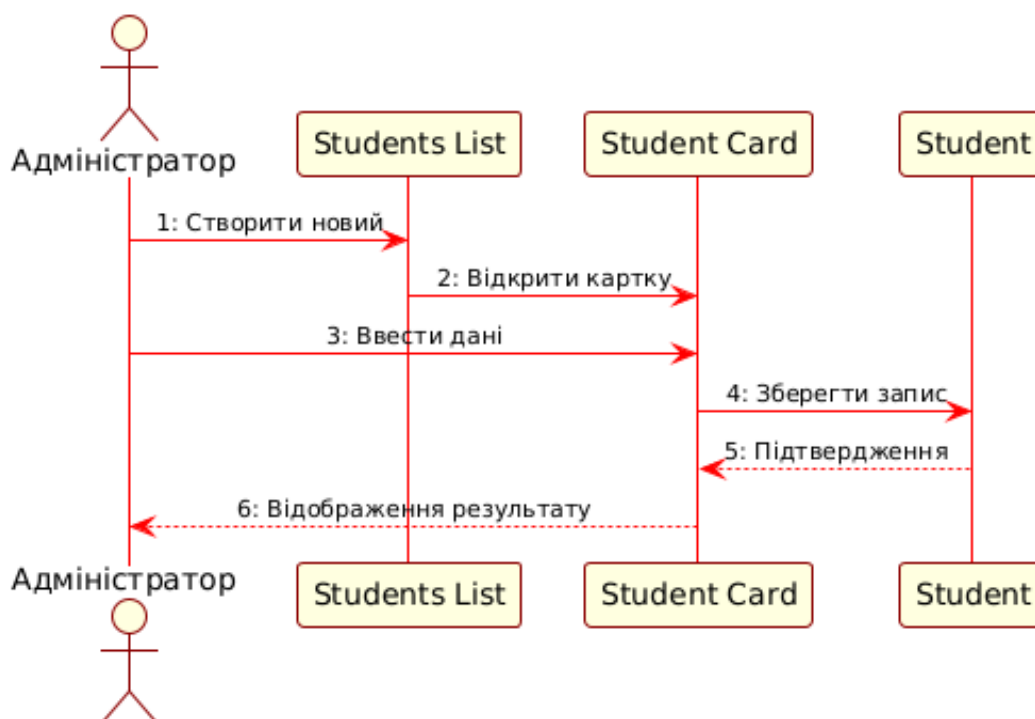 Адміністратор
Students List
Student Card
Student
1: Створити новий
2: Відкрити картку
3: Ввести дані
4: Зберегти запис
5: Підтвердження
6: Відображення результату
Адміністратор
Students List
Student Card
Student